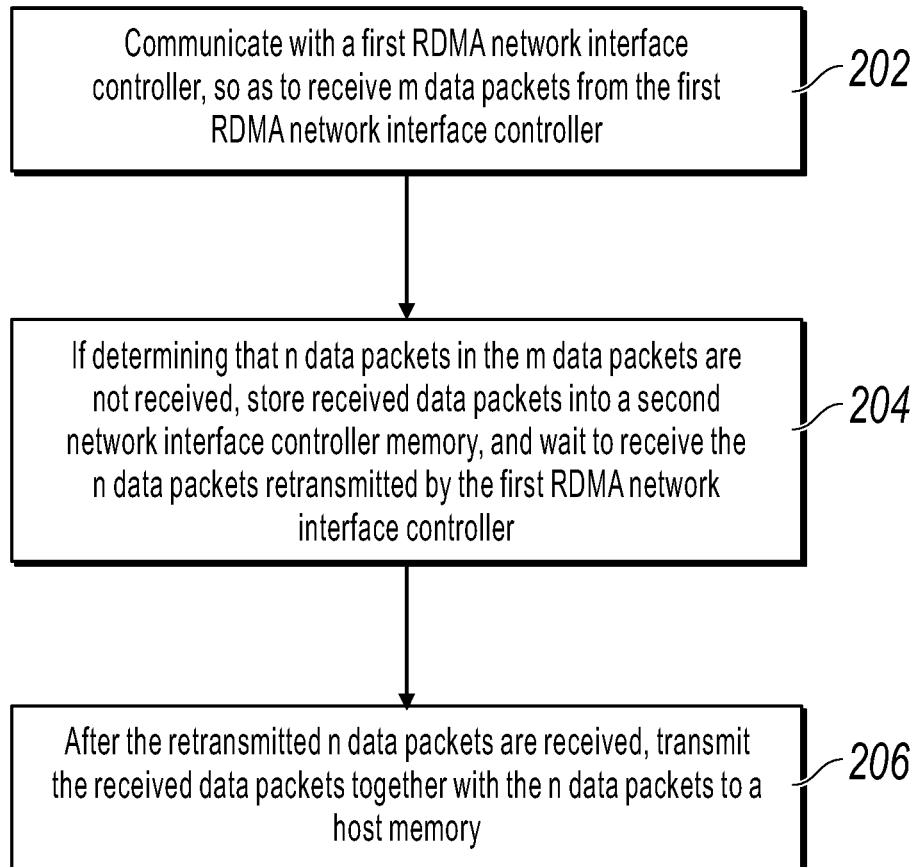 Communicate with a first RDMA network interface
controller, so as to receive m data packets from the first
RDMA network interface controller
202
If determining that n data packets in the m data packets are
not received, store received data packets into a second
network interface controller memory, and wait to receive the
n data packets retransmitted by the first RDMA network
interface controller
204
After the retransmitted n data packets are received, transmit
the received data packets together with the n data packets to a
host memory
206